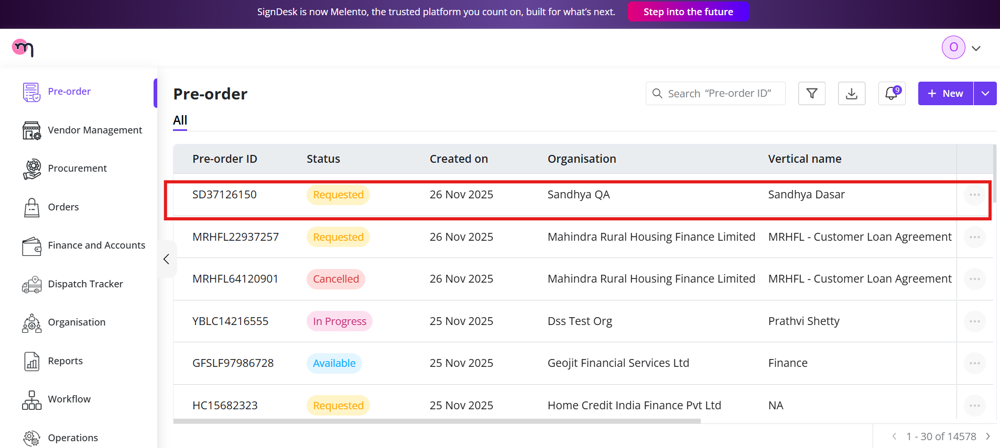 SignDesk is now Melento, the trusted platform you count on, built for what’s next. Step into the future
m
O
Pre-order
Vendor Management
Procurement
Orders
Finance and Accounts
Dispatch Tracker
Organisation
Reports
Workflow
Operations
Pre-order
Search “Pre-order ID”
9
+ New
All
Pre-order ID Status Created on Organisation Vertical name
SD37126150 Requested 26 Nov 2025 Sandhya QA Sandhya Dasar
MRHFL22937257 Requested 26 Nov 2025 Mahindra Rural Housing Finance Limited MRHFL - Customer Loan Agreement
MRHFL64120901 Cancelled 26 Nov 2025 Mahindra Rural Housing Finance Limited MRHFL - Customer Loan Agreement
YBLC14216555 In Progress 25 Nov 2025 Dss Test Org Prathvi Shetty
GFSLF97986728 Available 25 Nov 2025 Geojit Financial Services Ltd Finance
HC15682323 Requested 25 Nov 2025 Home Credit India Finance Pvt Ltd NA
1 - 30 of 14578